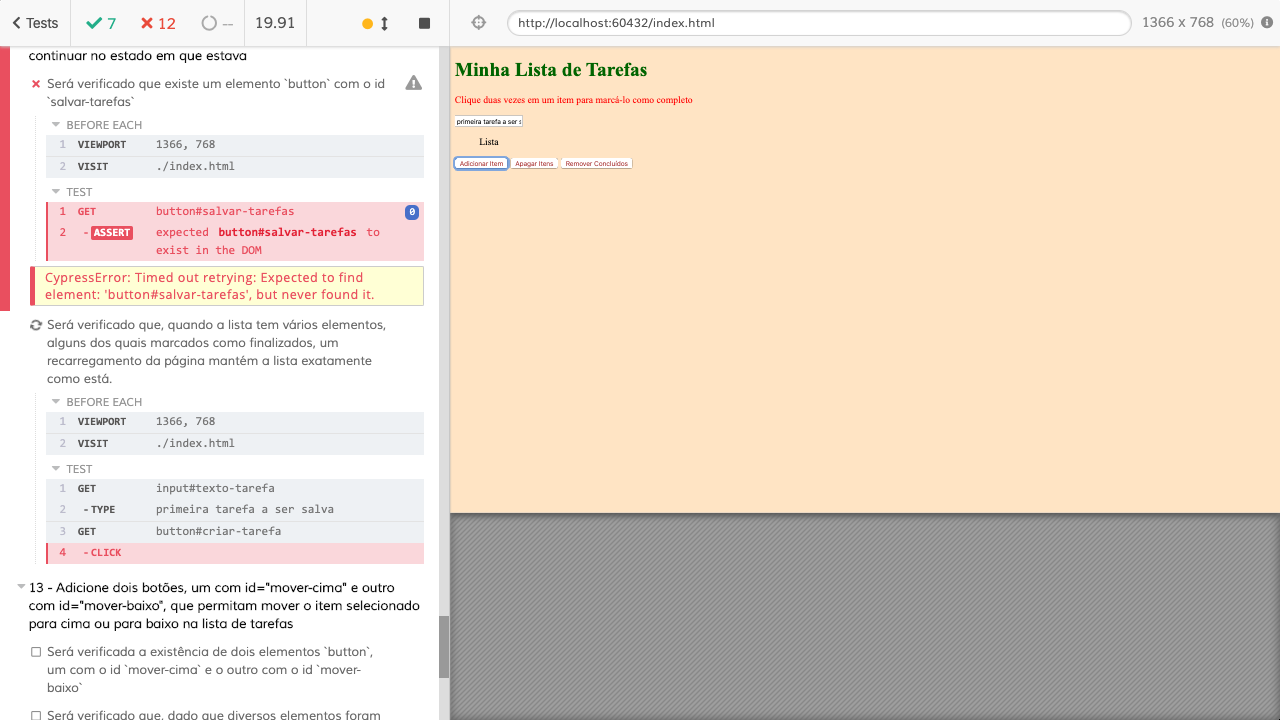 Tests 7 12 -- 19.91
continuar no estado em que estava
Será verificado que existe um elemento `button` com o id
`salvar-tarefas`
BEFORE EACH
1 VIEWPORT 1366, 768
2 VISIT ./index.html
TEST
1 GET button#salvar-tarefas 0
2 - ASSERT expected button#salvar-tarefas to
exist in the DOM
CypressError: Timed out retrying: Expected to find
element: 'button#salvar-tarefas', but never found it.
Será verificado que, quando a lista tem vários elementos,
alguns dos quais marcados como finalizados, um
recarregamento da página mantém a lista exatamente
como está.
BEFORE EACH
1 VIEWPORT 1366, 768
2 VISIT ./index.html
TEST
1 GET input#texto-tarefa
2 - TYPE primeira tarefa a ser salva
3 GET button#criar-tarefa
4 - CLICK
13 - Adicione dois botões, um com id="mover-cima" e outro
com id="mover-baixo", que permitam mover o item selecionado
para cima ou para baixo na lista de tarefas
Será verificada a existência de dois elementos `button`,
um com o id `mover-cima` e o outro com o id `mover-
baixo`
Será verificado que, dado que diversos elementos foram
http://localhost:60432/index.html 1366 x 768 (60%)
Minha Lista de Tarefas
Clique duas vezes em um item para marcá-lo como completo
primeira tarefa a ser s
Lista
Adicionar Item Apagar Itens Remover Concluídos